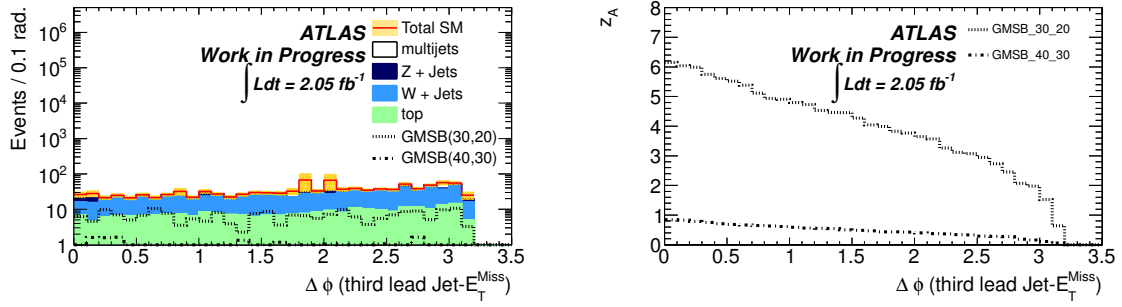 Events / 0.1 rad.
10^6
10^5
10^4
10^3
10^2
10
1
ATLAS
Work in Progress
∫ Ldt = 2.05 fb^-1
Total SM
multijets
Z + Jets
W + Jets
top
GMSB(30,20)
GMSB(40,30)
0 0.5 1 1.5 2 2.5 3 3.5
Δ ϕ (third lead Jet-E_T^Miss)
z_A
8
7
6
5
4
3
2
1
0
ATLAS
Work in Progress
∫ Ldt = 2.05 fb^-1
GMSB_30_20
GMSB_40_30
0 0.5 1 1.5 2 2.5 3 3.5
Δ ϕ (third lead Jet-E_T^Miss)